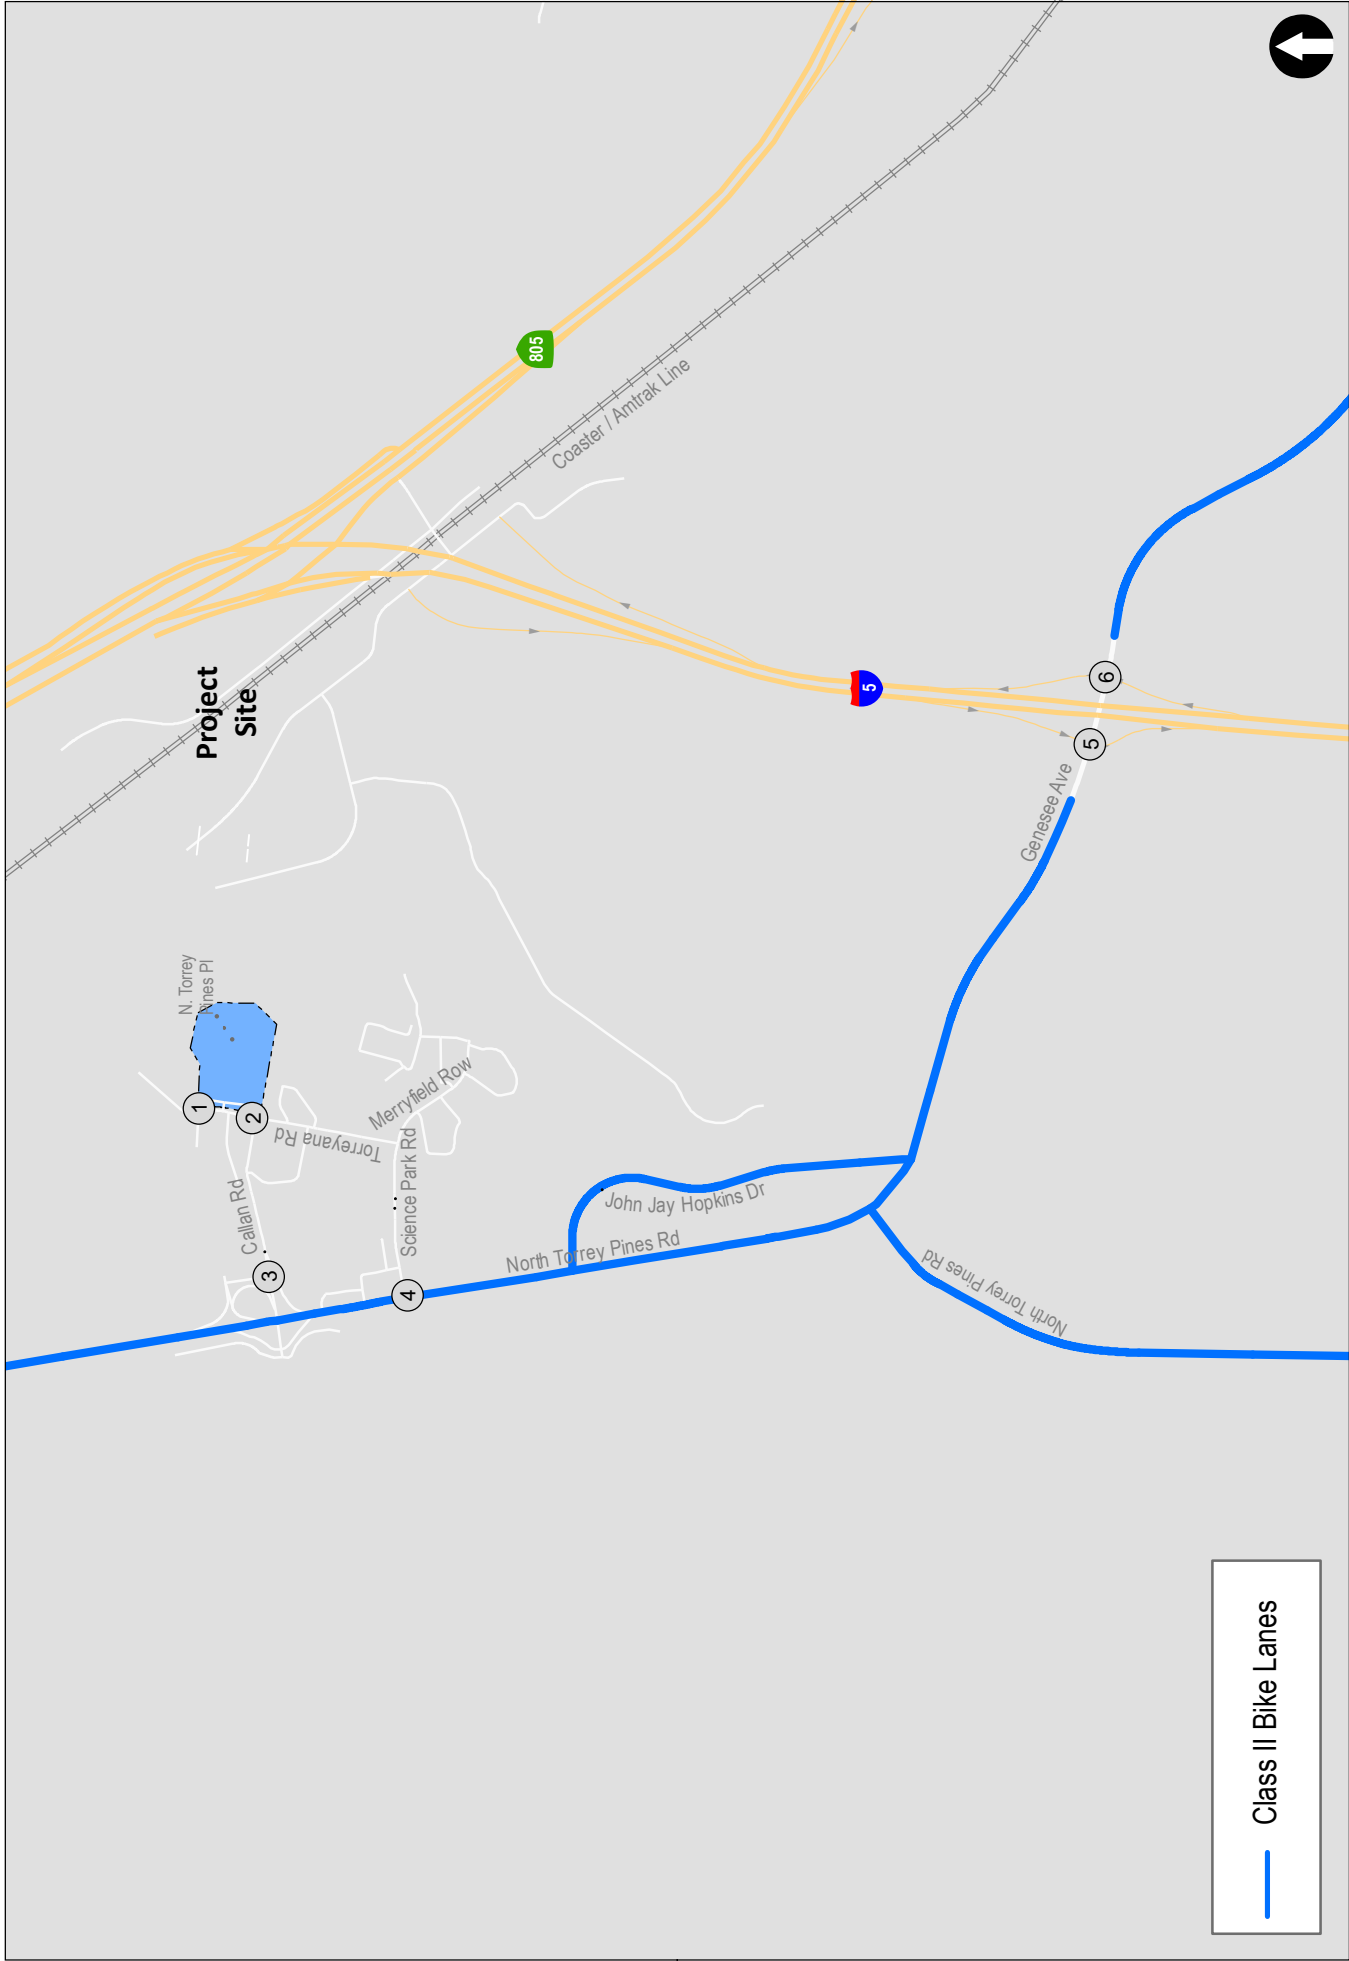 N. Torrey
Pines Pl
Project
Site
805
Coaster / Amtrak Line
5
1
2
3
4
5
6
Callan Rd
Torreyana Rd
Merryfield Row
Science Park Rd
North Torrey Pines Rd
John Jay Hopkins Dr
North Torrey Pines Rd
Genesee Ave
Class II Bike Lanes